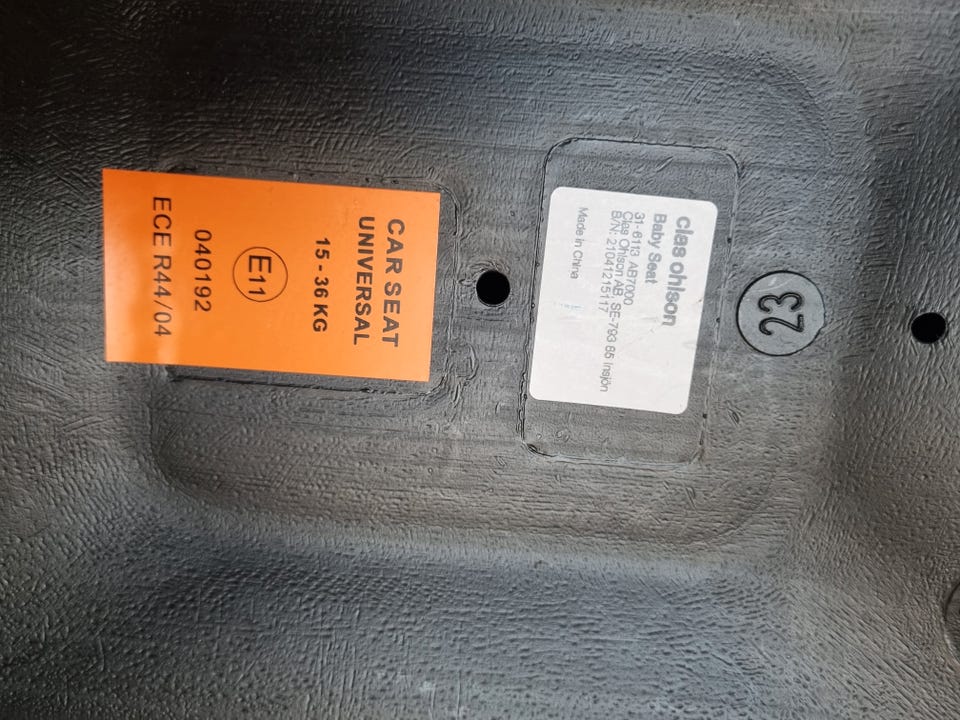 CAR SEAT
UNIVERSAL
15 - 36 KG
E11
040192
ECE R44/04
clas ohlson
Baby Seat
31-6113 AB7000
Clas Ohlson AB, SE-793 85 Insjön
B/N: 21041215117
Made in China
23